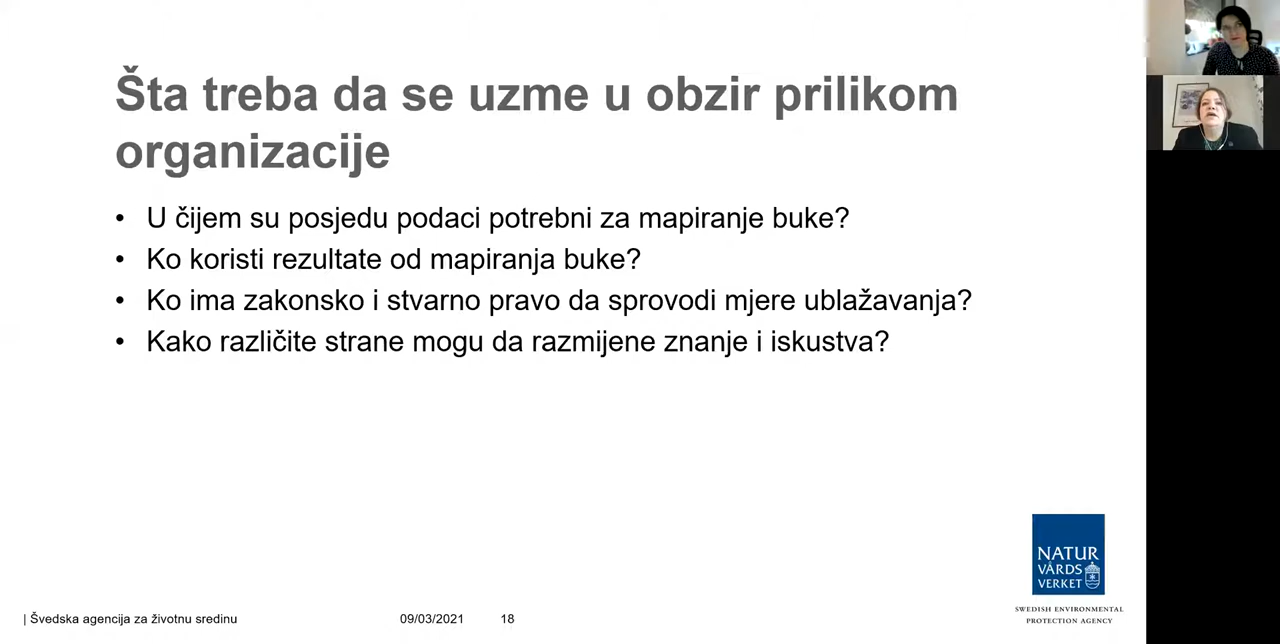 Šta treba da se uzme u obzir prilikom
organizacije
• U čijem su posjedu podaci potrebni za mapiranje buke?
• Ko koristi rezultate od mapiranja buke?
• Ko ima zakonsko i stvarno pravo da sprovodi mjere ublažavanja?
• Kako različite strane mogu da razmijene znanje i iskustva?
NATUR
VÅRDS
VERKET
SWEDISH ENVIRONMENTAL
PROTECTION AGENCY
| Švedska agencija za životnu sredinu 09/03/2021 18